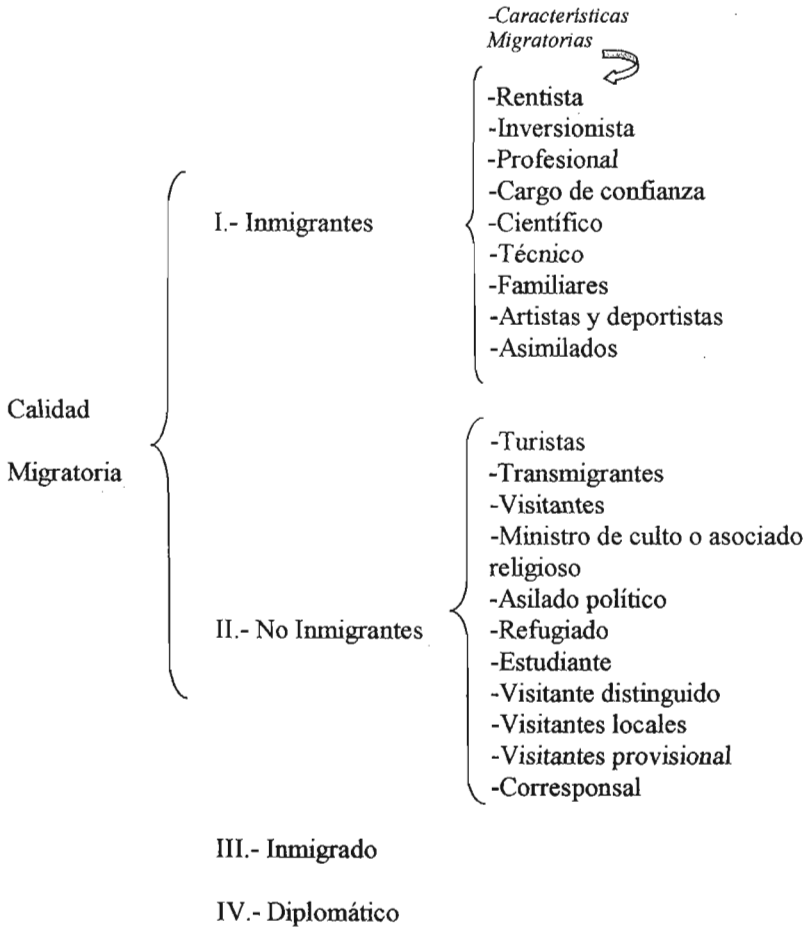 -Características
Migratorias
-Rentista
-Inversionista
-Profesional
-Cargo de confianza
I.- Inmigrantes
-Científico
-Técnico
-Familiares
-Artistas y deportistas
-Asimilados
Calidad
Migratoria
-Turistas
-Transmigrantes
-Visitantes
-Ministro de culto o asociado
religioso
-Asilado político
II.- No Inmigrantes
-Refugiado
-Estudiante
-Visitante distinguido
-Visitantes locales
-Visitantes provisional
-Corresponsal
III.- Inmigrado
IV.- Diplomático